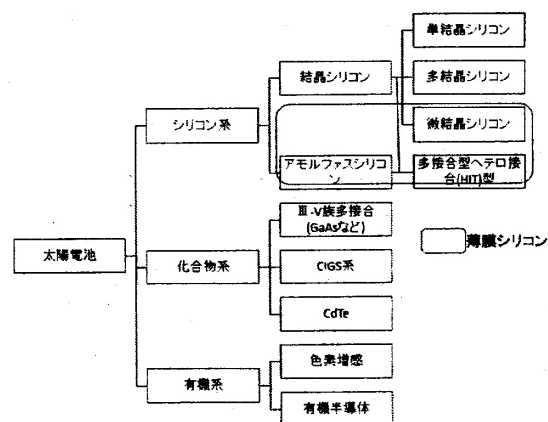 単結晶シリコン
結晶シリコン
多結晶シリコン
シリコン系
微結晶シリコン
アモルファスシリコ
ン
多接合型ヘテロ接
合(HIT)型
Ⅲ-V族多接合
(GaAsなど)
薄膜シリコン
太陽電池
化合物系
CIGS系
CdTe
色素増感
有機系
有機半導体